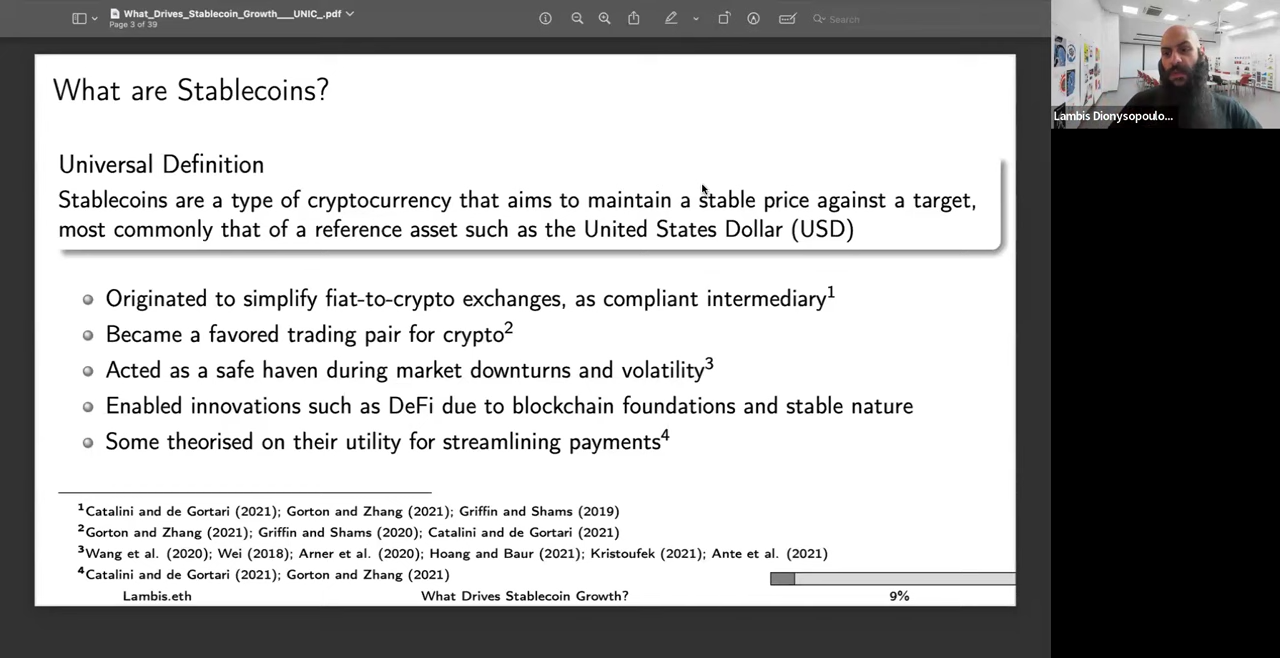 What_Drives_Stablecoin_Growth___UNIC_.pdf
Page 3 of 39
Search
What are Stablecoins?
Universal Definition
Stablecoins are a type of cryptocurrency that aims to maintain a stable price against a target,
most commonly that of a reference asset such as the United States Dollar (USD)
Originated to simplify fiat-to-crypto exchanges, as compliant intermediary1
Became a favored trading pair for crypto2
Acted as a safe haven during market downturns and volatility3
Enabled innovations such as DeFi due to blockchain foundations and stable nature
Some theorised on their utility for streamlining payments4
1Catalini and de Gortari (2021); Gorton and Zhang (2021); Griffin and Shams (2019)
2Gorton and Zhang (2021); Griffin and Shams (2020); Catalini and de Gortari (2021)
3Wang et al. (2020); Wei (2018); Arner et al. (2020); Hoang and Baur (2021); Kristoufek (2021); Ante et al. (2021)
4Catalini and de Gortari (2021); Gorton and Zhang (2021)
Lambis.eth What Drives Stablecoin Growth? 9%
Lambis Dionysopoulo...